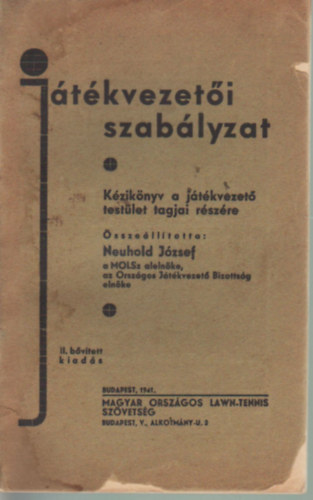 játékvezetői
szabályzat
Kézikönyv a játékvezető
testület tagjai részére
Összeállította:
Neuhold József
a MOLSz alelnöke,
az Országos Játékvezető Bizottság
elnöke
II. bővített
kiadás
BUDAPEST, 1941.
MAGYAR ORSZÁGOS LAWN-TENNIS
SZÖVETSÉG
BUDAPEST, V., ALKOTMÁNY-U. 3